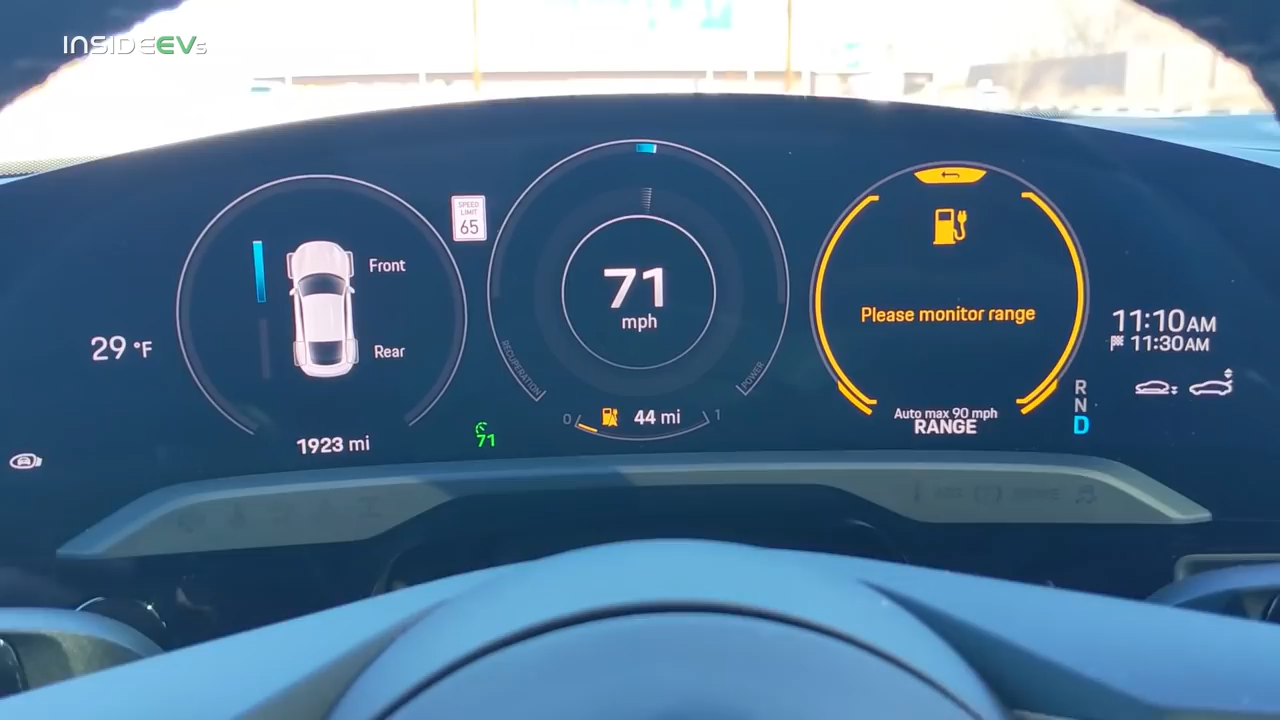 INSIDEEVs
SPEED
LIMIT
65
Front
Rear
29 °F
1923 mi
71
mph
RECUPERATION
POWER
71
0
44 mi
1
Please monitor range
Auto max 90 mph
RANGE
11:10AM
11:30AM
R
N
D